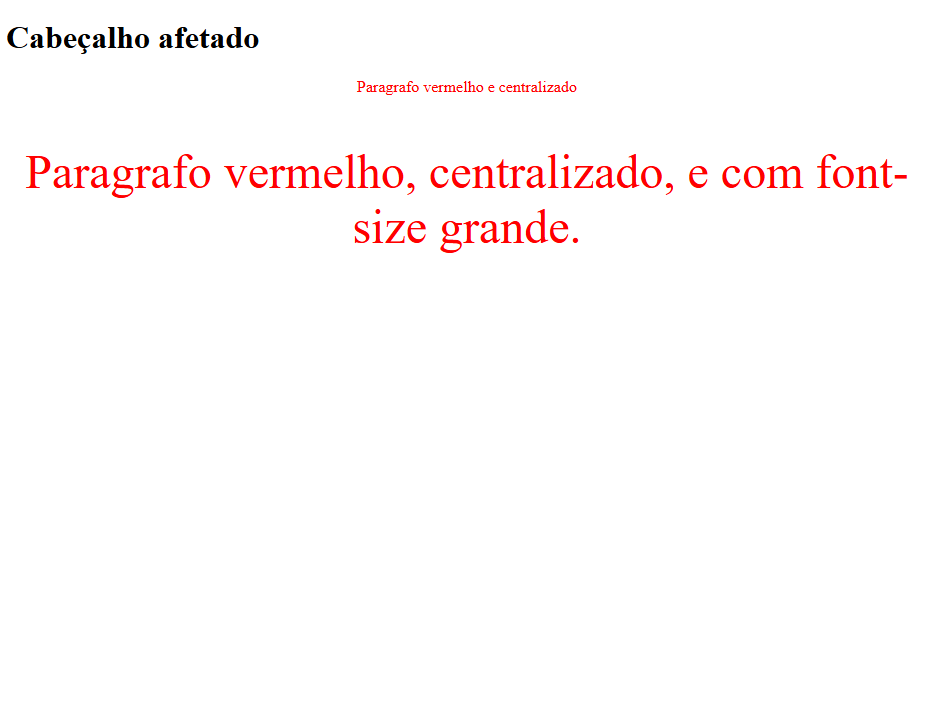 Cabeçalho afetado
Paragrafo vermelho e centralizado
Paragrafo vermelho, centralizado, e com font-
size grande.